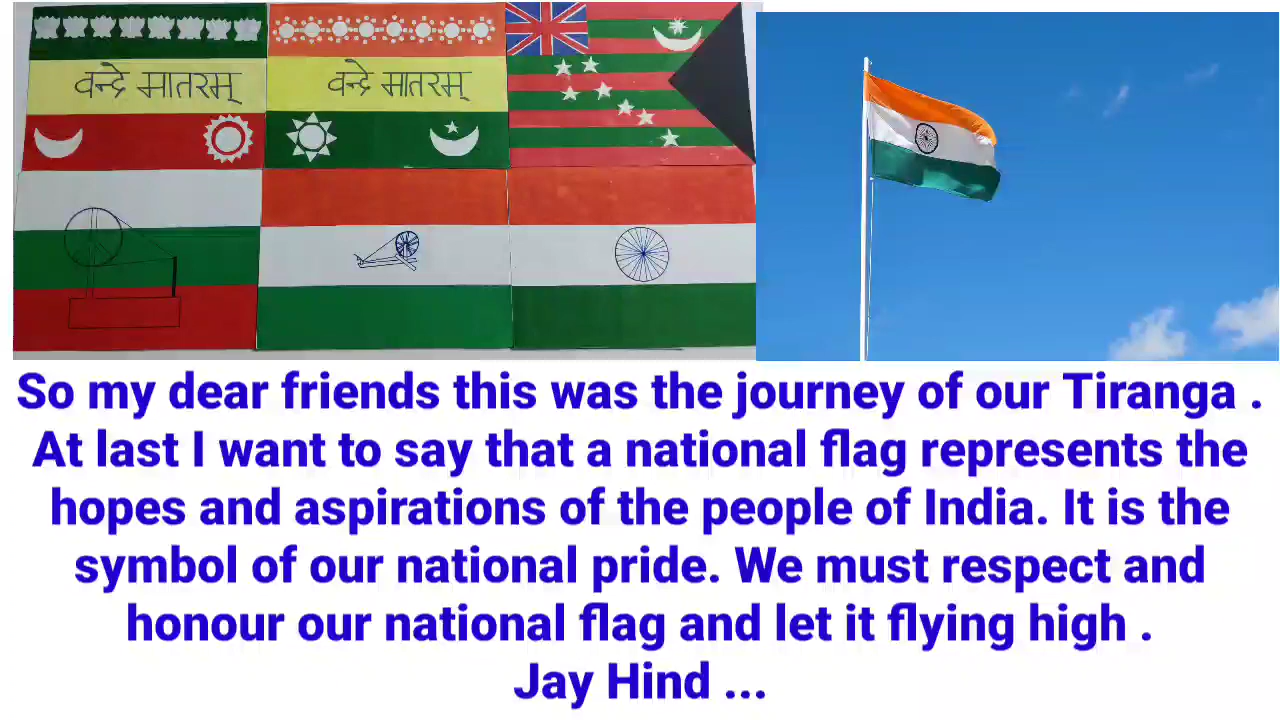 वन्दे मातरम्
वन्दे मातरम्
So my dear friends this was the journey of our Tiranga .
At last I want to say that a national flag represents the
hopes and aspirations of the people of India. It is the
symbol of our national pride. We must respect and
honour our national flag and let it flying high .
Jay Hind ...